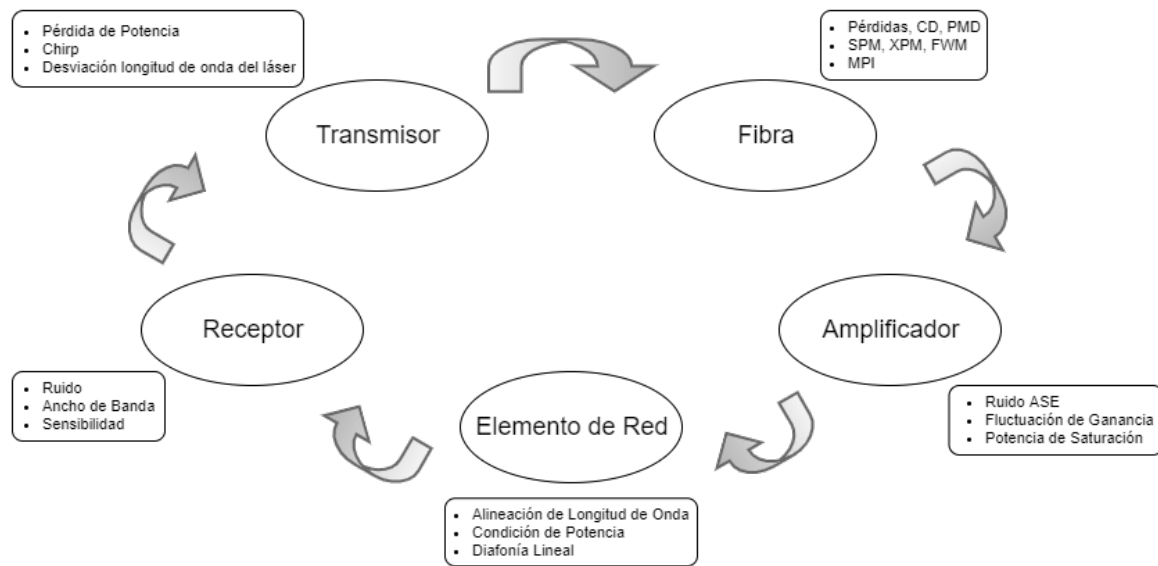 • Pérdida de Potencia
• Chirp
• Desviación longitud de onda del láser
Transmisor
• Pérdidas, CD, PMD
• SPM, XPM, FWM
• MPI
Fibra
Amplificador
• Ruido ASE
• Fluctuación de Ganancia
• Potencia de Saturación
Elemento de Red
• Alineación de Longitud de Onda
• Condición de Potencia
• Diafonía Lineal
Receptor
• Ruido
• Ancho de Banda
• Sensibilidad